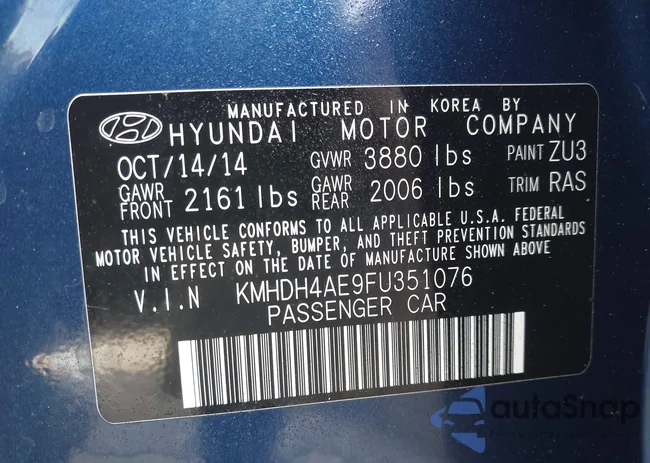 MANUFACTURED IN KOREA BY
HYUNDAI MOTOR COMPANY
OCT/14/14 GVWR 3880 lbs PAINT ZU3
GAWR FRONT 2161 lbs GAWR REAR 2006 lbs TRIM RAS
THIS VEHICLE CONFORMS TO ALL APPLICABLE U.S.A. FEDERAL
MOTOR VEHICLE SAFETY, BUMPER, AND THEFT PREVENTION STANDARDS
IN EFFECT ON THE DATE OF MANUFACTURE SHOWN ABOVE
V.I.N KMHDH4AE9FU351076
PASSENGER CAR
autoShop